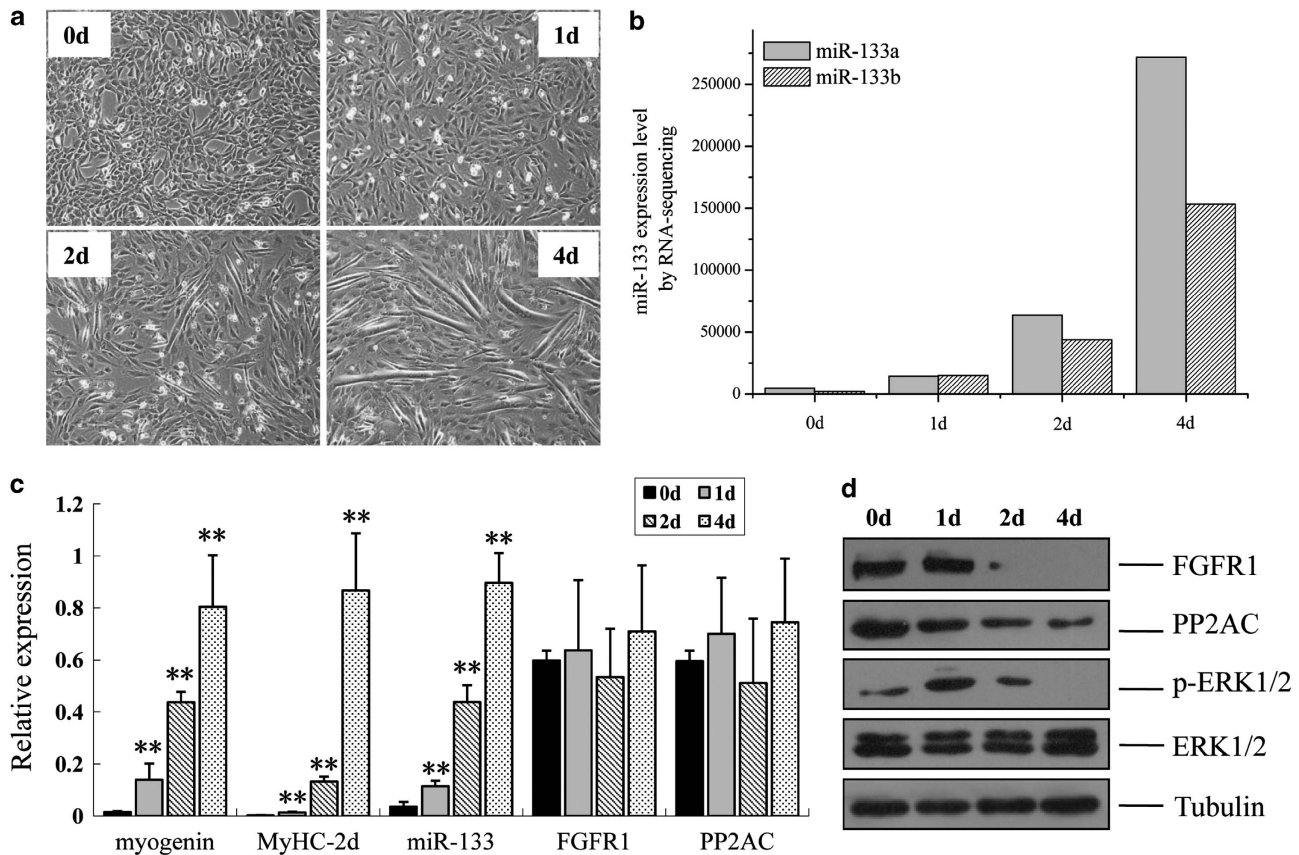 a
0d
1d
2d
4d
b
miR-133 expression level
by RNA-sequencing
250000
200000
150000
100000
50000
0
miR-133a
miR-133b
0d
1d
2d
4d
c
Relative expression
1.2
1
0.8
0.6
0.4
0.2
0
0d 1d
2d 4d
** ** **
** ** **
** ** **
myogenin MyHC-2d miR-133 FGFR1 PP2AC
d
0d 1d 2d 4d
FGFR1
PP2AC
p-ERK1/2
ERK1/2
Tubulin